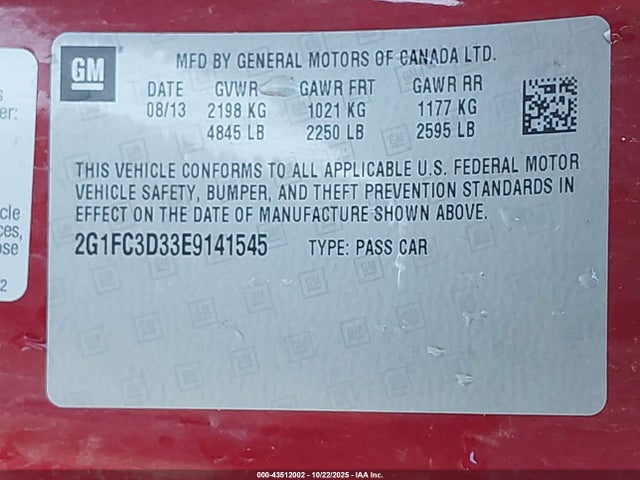 GM
MFD BY GENERAL MOTORS OF CANADA LTD.
DATE GVWR GAWR FRT GAWR RR
08/13 2198 KG 1021 KG 1177 KG
4845 LB 2250 LB 2595 LB
THIS VEHICLE CONFORMS TO ALL APPLICABLE U.S. FEDERAL MOTOR
VEHICLE SAFETY, BUMPER, AND THEFT PREVENTION STANDARDS IN
EFFECT ON THE DATE OF MANUFACTURE SHOWN ABOVE.
2G1FC3D33E9141545 TYPE: PASS CAR
000-43512002 - 10/22/2025 - IAA Inc.